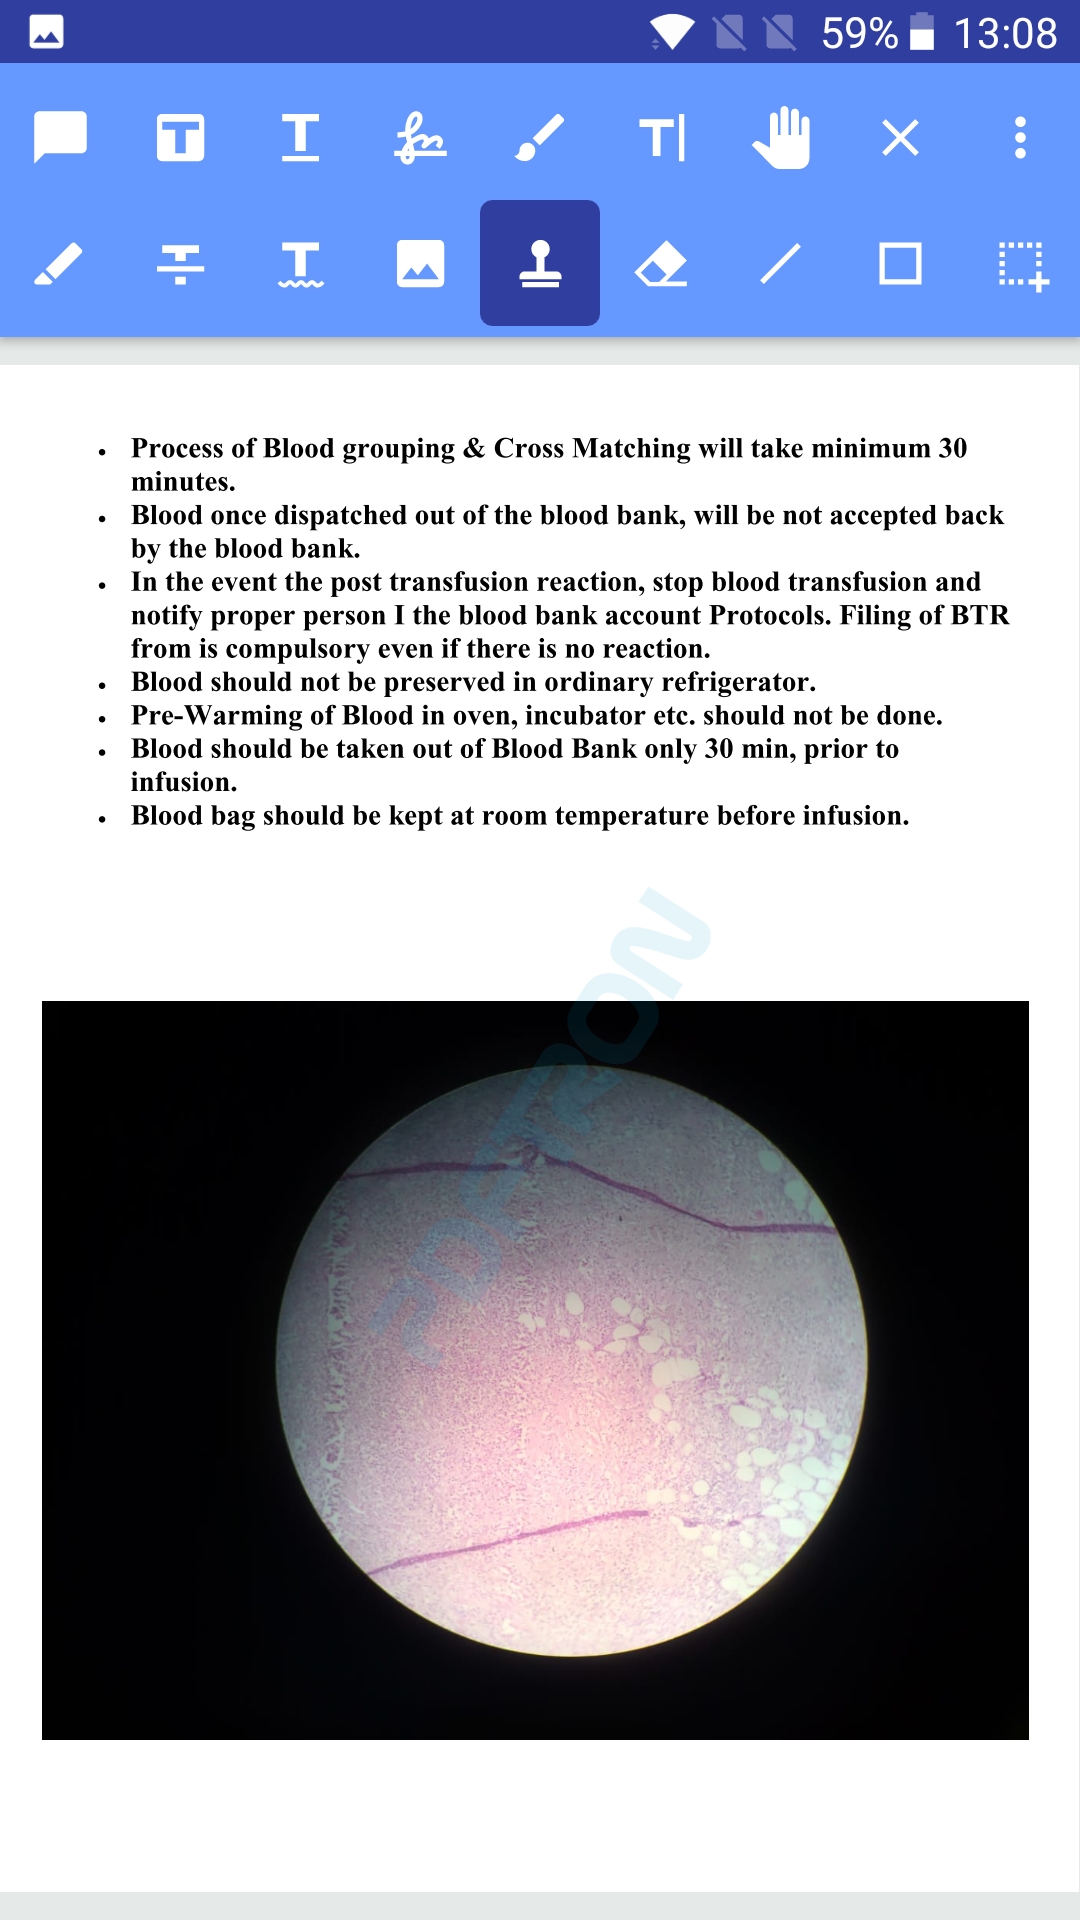 59% 13:08
• Process of Blood grouping & Cross Matching will take minimum 30
minutes.
• Blood once dispatched out of the blood bank, will be not accepted back
by the blood bank.
• In the event the post transfusion reaction, stop blood transfusion and
notify proper person I the blood bank account Protocols. Filing of BTR
from is compulsory even if there is no reaction.
• Blood should not be preserved in ordinary refrigerator.
• Pre-Warming of Blood in oven, incubator etc. should not be done.
• Blood should be taken out of Blood Bank only 30 min, prior to
infusion.
• Blood bag should be kept at room temperature before infusion.
PDFTRON